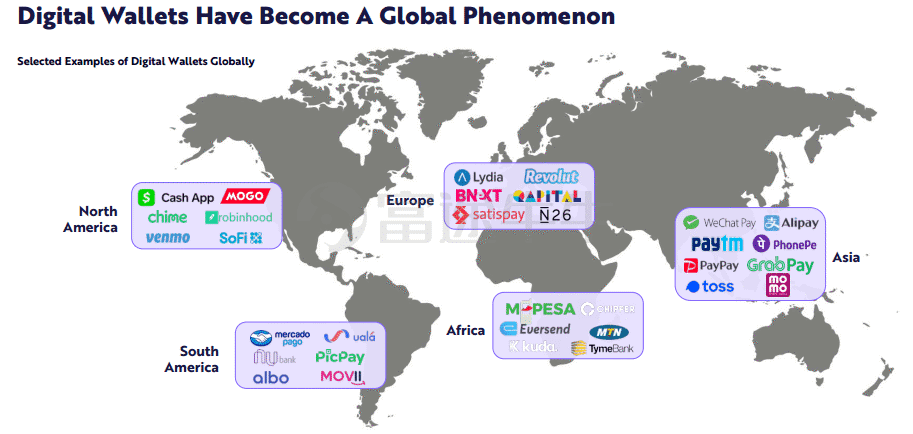 Digital Wallets Have Become A Global Phenomenon
Selected Examples of Digital Wallets Globally
North
America
Cash App MOGO
chime robinhood
venmo SoFi
Europe
Lydia Revolut
BNEXT CAPITAL
satispay N26
WeChat Pay Alipay
paytm PhonePe
PayPay GrabPay
toss momo
Asia
South
America
mercado
pago ualá
nu bank PicPay
albo MOVII
Africa
M-PESA CHIPPER
Eversend MTN
kuda. TymeBank